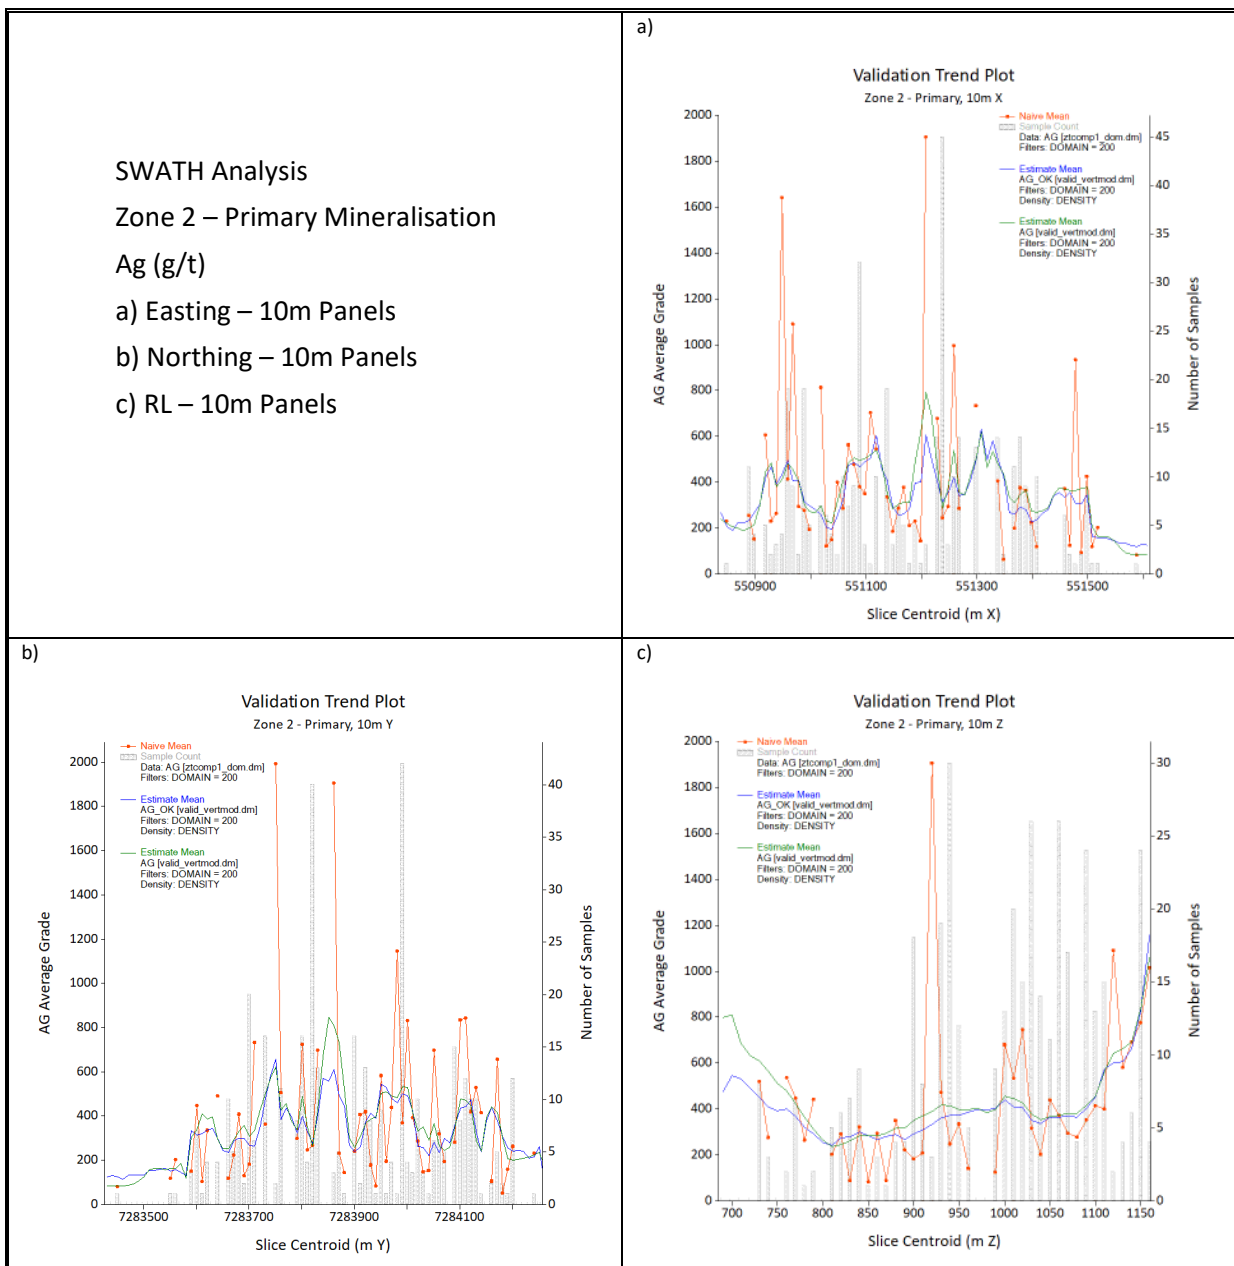 SWATH Analysis
Zone 2 – Primary Mineralisation
Ag (g/t)
a) Easting – 10m Panels
b) Northing – 10m Panels
c) RL – 10m Panels
a)
Validation Trend Plot
Zone 2 - Primary, 10m X
Naive Mean
Sample Count
Data: AG [ztcomp1_dom.dm]
Filters: DOMAIN = 200
Estimate Mean
AG_OK [valid_vertmod.dm]
Filters: DOMAIN = 200
Density: DENSITY
Estimate Mean
AG [valid_vertmod.dm]
Filters: DOMAIN = 200
Density: DENSITY
AG Average Grade
2000
1800
1600
1400
1200
1000
800
600
400
200
0
Number of Samples
45
40
35
30
25
20
15
10
5
0
550900 551100 551300 551500
Slice Centroid (m X)
b)
Validation Trend Plot
Zone 2 - Primary, 10m Y
Naive Mean
Sample Count
Data: AG [ztcomp1_dom.dm]
Filters: DOMAIN = 200
Estimate Mean
AG_OK [valid_vertmod.dm]
Filters: DOMAIN = 200
Density: DENSITY
Estimate Mean
AG [valid_vertmod.dm]
Filters: DOMAIN = 200
Density: DENSITY
AG Average Grade
2000
1800
1600
1400
1200
1000
800
600
400
200
0
Number of Samples
40
35
30
25
20
15
10
5
0
7283500 7283700 7283900 7284100
Slice Centroid (m Y)
c)
Validation Trend Plot
Zone 2 - Primary, 10m Z
Naive Mean
Sample Count
Data: AG [ztcomp1_dom.dm]
Filters: DOMAIN = 200
Estimate Mean
AG_OK [valid_vertmod.dm]
Filters: DOMAIN = 200
Density: DENSITY
Estimate Mean
AG [valid_vertmod.dm]
Filters: DOMAIN = 200
Density: DENSITY
AG Average Grade
2000
1800
1600
1400
1200
1000
800
600
400
200
0
Number of Samples
30
25
20
15
10
5
0
700 750 800 850 900 950 1000 1050 1100 1150
Slice Centroid (m Z)